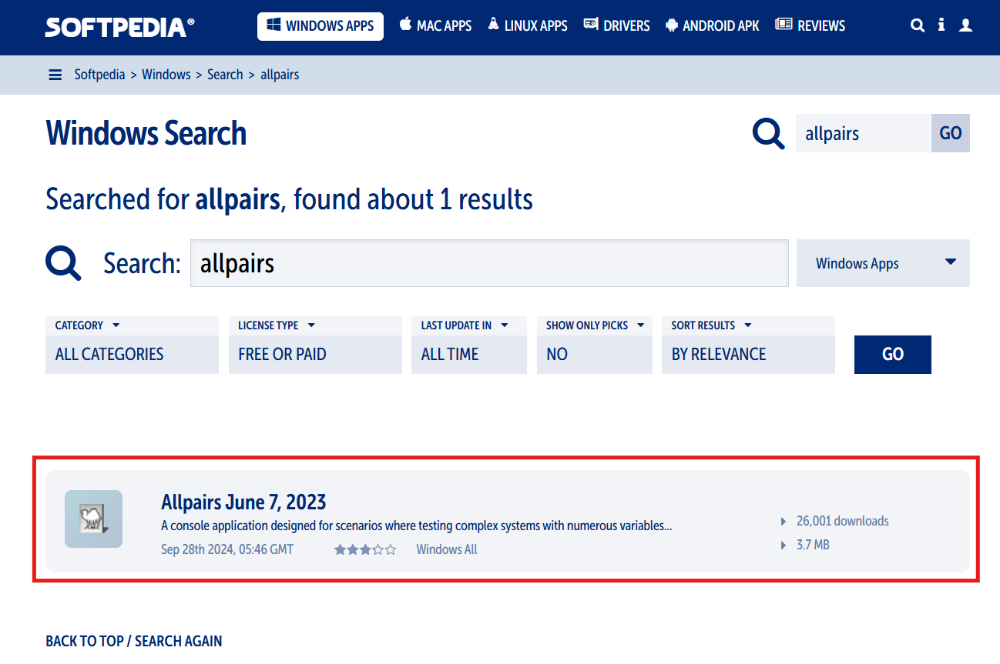 SOFTPEDIA®
WINDOWS APPS
MAC APPS
LINUX APPS
DRIVERS
ANDROID APK
REVIEWS
Softpedia > Windows > Search > allpairs
Windows Search
allpairs
GO
Searched for allpairs, found about 1 results
Search:
allpairs
Windows Apps
CATEGORY
LICENSE TYPE
LAST UPDATE IN
SHOW ONLY PICKS
SORT RESULTS
ALL CATEGORIES
FREE OR PAID
ALL TIME
NO
BY RELEVANCE
GO
Allpairs June 7, 2023
A console application designed for scenarios where testing complex systems with numerous variables...
Sep 28th 2024, 05:46 GMT
Windows All
26,001 downloads
3.7 MB
BACK TO TOP / SEARCH AGAIN